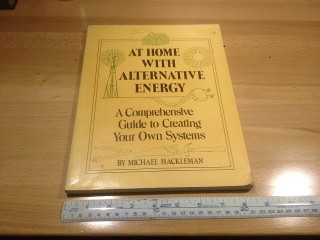 AT HOME
WITH
ALTERNATIVE
ENERGY
A Comprehensive
Guide to Creating
Your Own Systems
BY MICHAEL HACKLEMAN